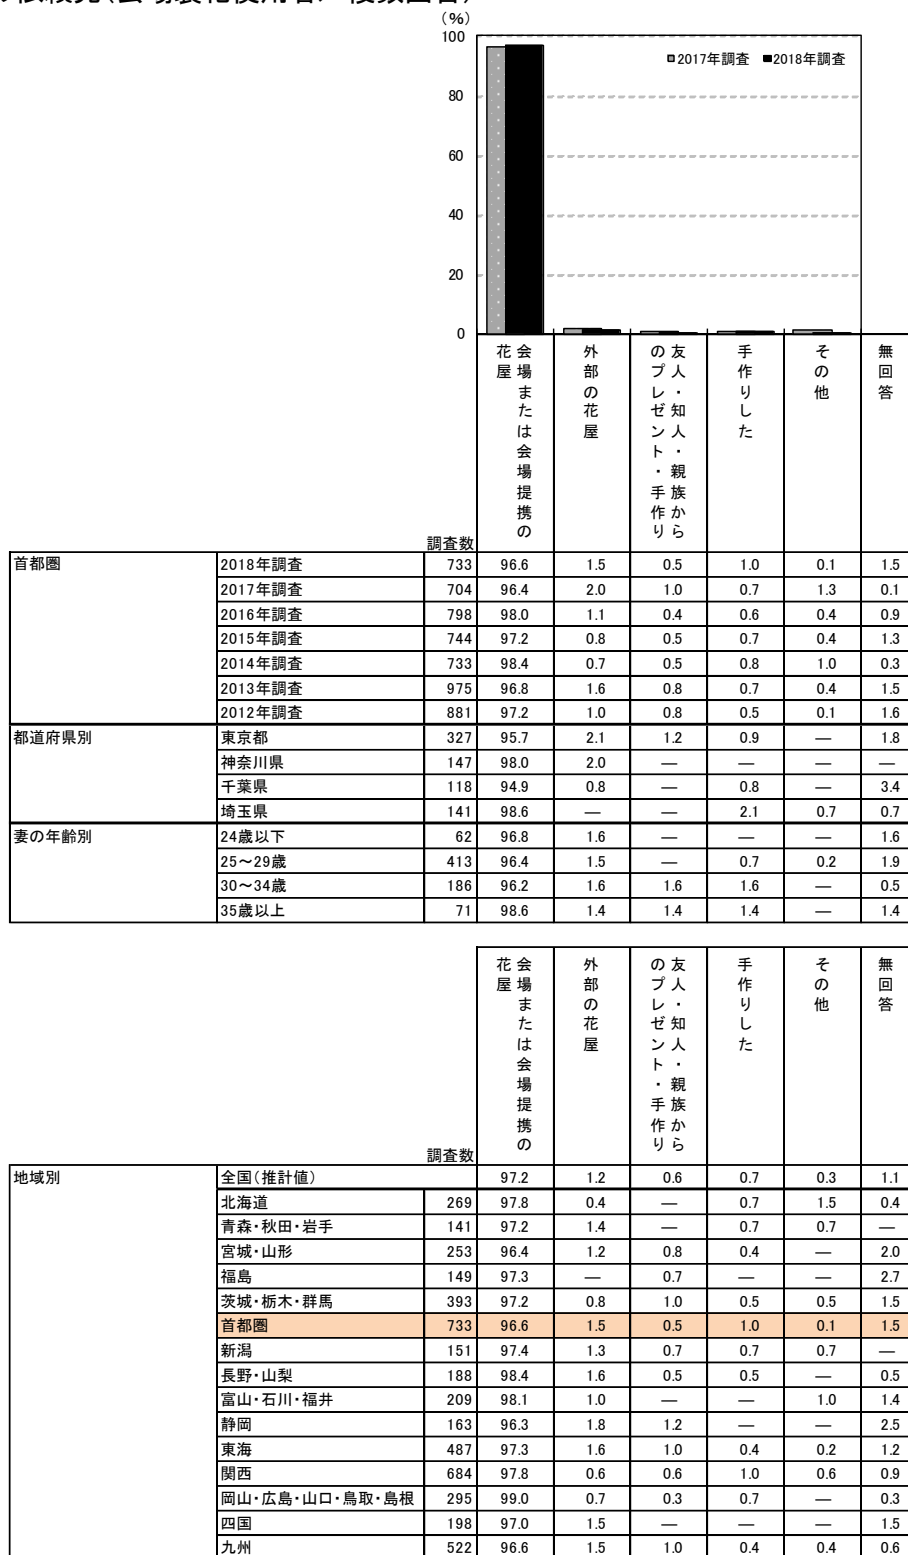 (%)
100
■2017年調査 ■2018年調査
80
60
40
20
0
会場または会場提携の花屋
外部の花屋
友人・知人・親族からのプレゼント・手作り
手作りした
その他
無回答
調査数
首都圏 2018年調査 733 96.6 1.5 0.5 1.0 0.1 1.5
2017年調査 704 96.4 2.0 1.0 0.7 1.3 0.1
2016年調査 798 98.0 1.1 0.4 0.6 0.4 0.9
2015年調査 744 97.2 0.8 0.5 0.7 0.4 1.3
2014年調査 733 98.4 0.7 0.5 0.8 1.0 0.3
2013年調査 975 96.8 1.6 0.8 0.7 0.4 1.5
2012年調査 881 97.2 1.0 0.8 0.5 0.1 1.6
都道府県別 東京都 327 95.7 2.1 1.2 0.9 ― 1.8
神奈川県 147 98.0 2.0 ― ― ― ―
千葉県 118 94.9 0.8 ― 0.8 ― 3.4
埼玉県 141 98.6 ― ― 2.1 0.7 0.7
妻の年齢別 24歳以下 62 96.8 1.6 ― ― ― 1.6
25～29歳 413 96.4 1.5 ― 0.7 0.2 1.9
30～34歳 186 96.2 1.6 1.6 1.6 ― 0.5
35歳以上 71 98.6 1.4 1.4 1.4 ― 1.4
会場または会場提携の花屋
外部の花屋
友人・知人・親族からのプレゼント・手作り
手作りした
その他
無回答
調査数
地域別 全国(推計値) 97.2 1.2 0.6 0.7 0.3 1.1
北海道 269 97.8 0.4 ― 0.7 1.5 0.4
青森・秋田・岩手 141 97.2 1.4 ― 0.7 0.7 ―
宮城・山形 253 96.4 1.2 0.8 0.4 ― 2.0
福島 149 97.3 ― 0.7 ― ― 2.7
茨城・栃木・群馬 393 97.2 0.8 1.0 0.5 0.5 1.5
首都圏 733 96.6 1.5 0.5 1.0 0.1 1.5
新潟 151 97.4 1.3 0.7 0.7 0.7 ―
長野・山梨 188 98.4 1.6 0.5 0.5 ― 0.5
富山・石川・福井 209 98.1 1.0 ― ― 1.0 1.4
静岡 163 96.3 1.8 1.2 ― ― 2.5
東海 487 97.3 1.6 1.0 0.4 0.2 1.2
関西 684 97.8 0.6 0.6 1.0 0.6 0.9
岡山・広島・山口・鳥取・島根 295 99.0 0.7 0.3 0.7 ― 0.3
四国 198 97.0 1.5 ― ― ― 1.5
九州 522 96.6 1.5 1.0 0.4 0.4 0.6